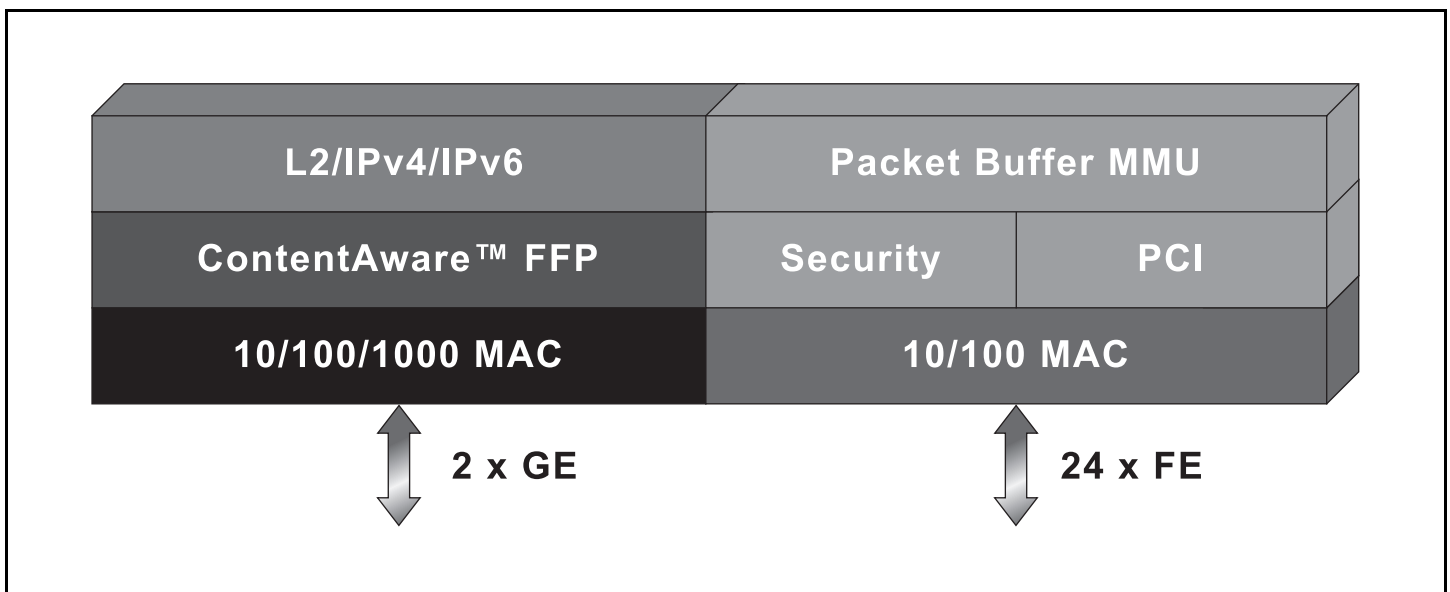 L2/IPv4/IPv6
Packet Buffer MMU
ContentAware™ FFP
Security
PCI
10/100/1000 MAC
10/100 MAC
2 x GE
24 x FE